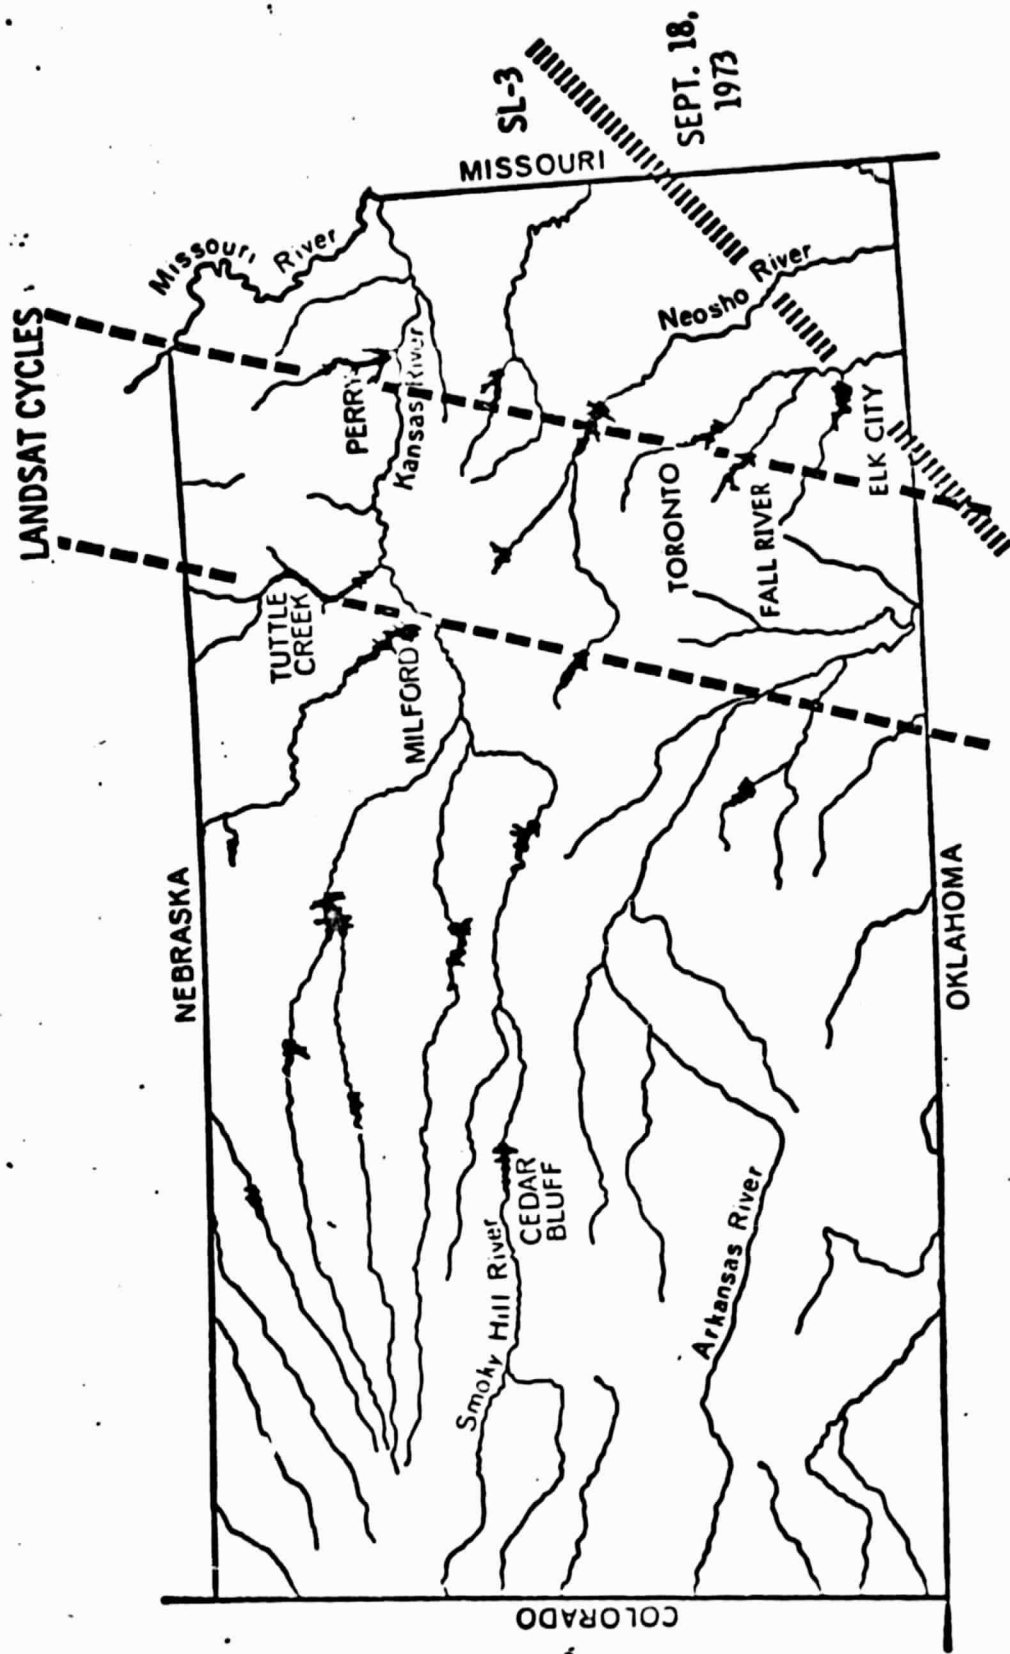 LANDSAT CYCLES
SL-3
SEPT. 18,
1973
NEBRASKA
MISSOURI
Missouri River
TUTTLE
CREEK
PERRY
MILFORD
Kansas River
Neosho River
TORONTO
FALL RIVER
ELK CITY
CEDAR
BLUFF
Smoky Hill River
Arkansas River
COLORADO
OKLAHOMA